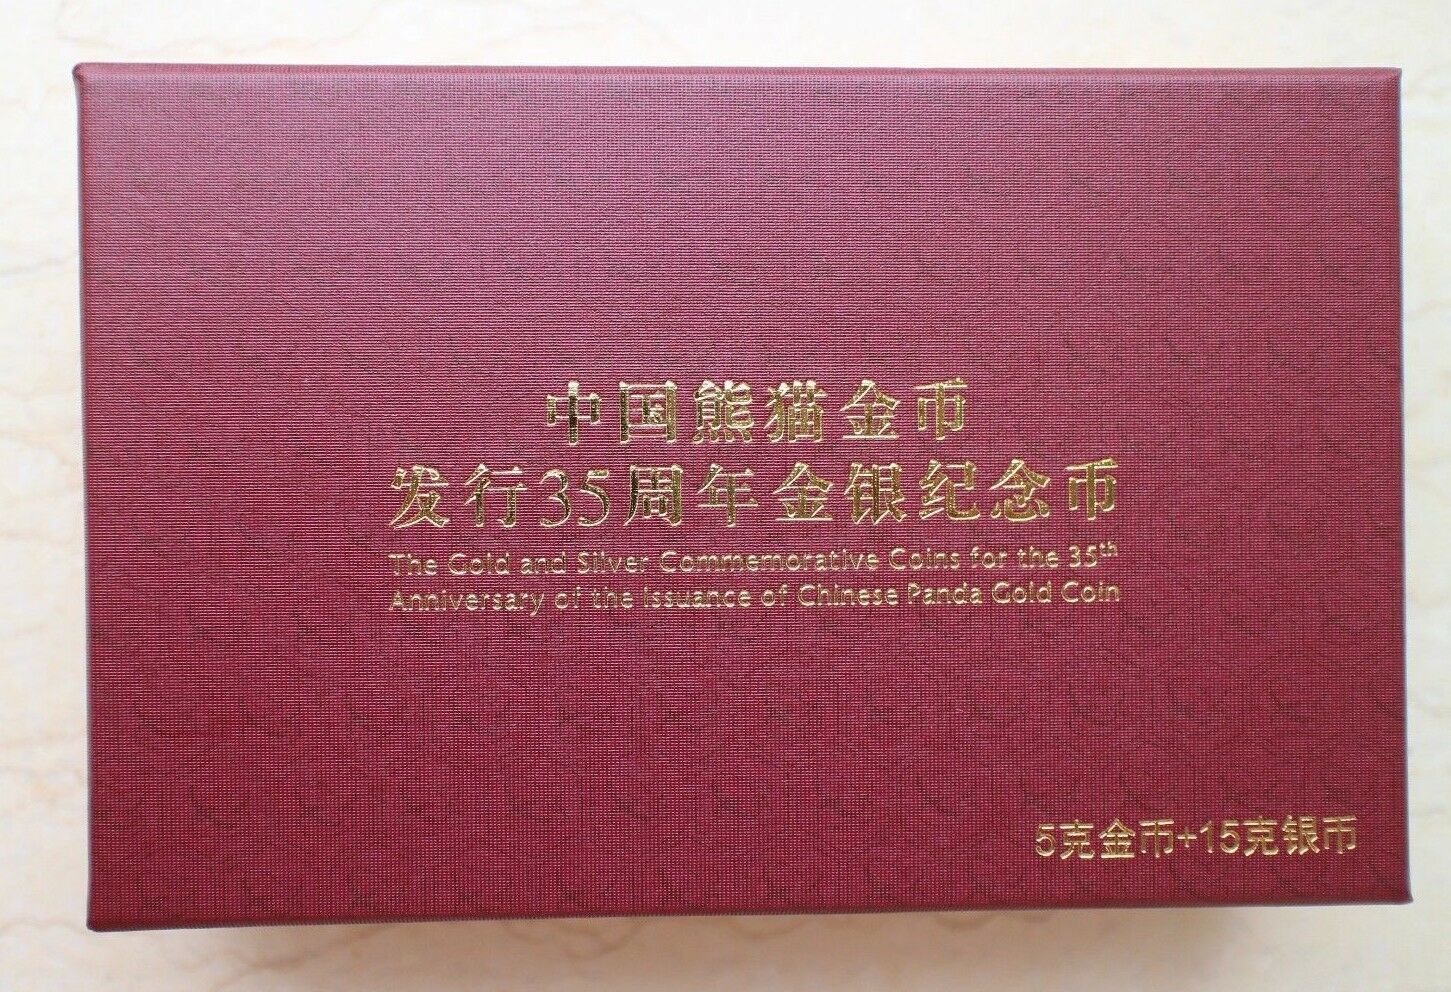 中国熊猫金币
发行35周年金银纪念币
The Gold and Silver Commemorative Coins for the 35th
Anniversary of the Issuance of Chinese Panda Gold Coin
5克金币+15克银币